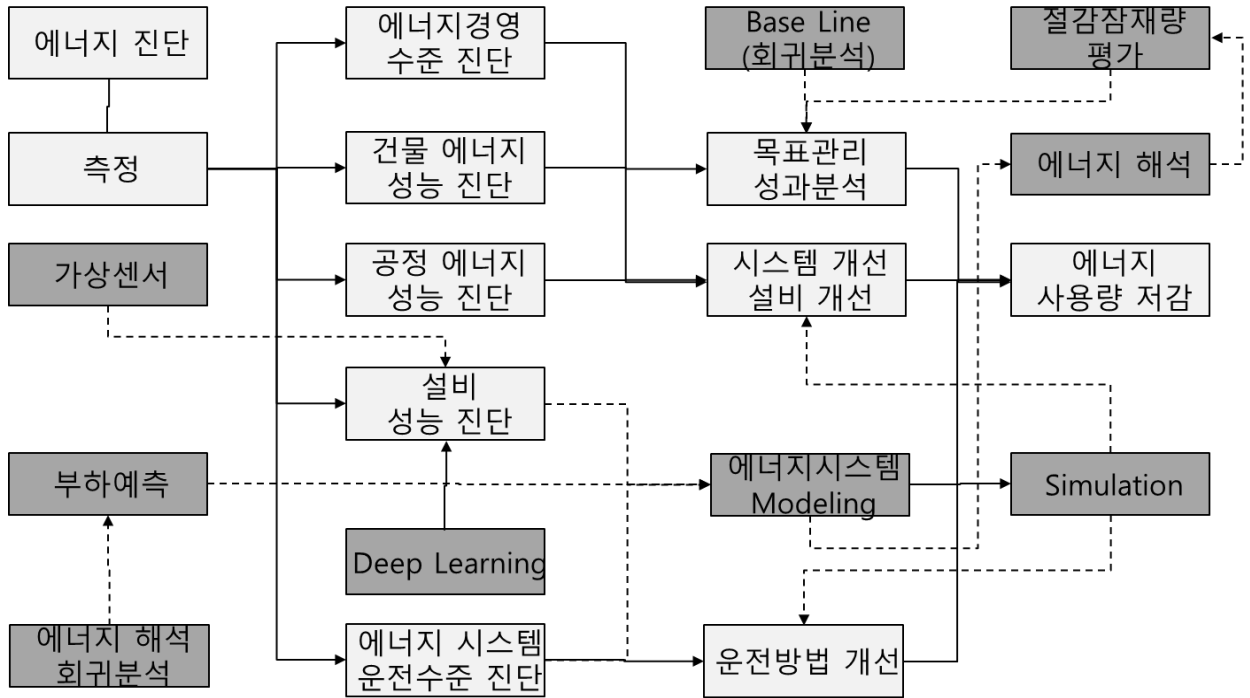 에너지 진단
에너지경영
수준 진단
Base Line
(회귀분석)
절감잠재량
평가
측정
건물 에너지
성능 진단
목표관리
성과분석
에너지 해석
가상센서
공정 에너지
성능 진단
시스템 개선
설비 개선
에너지
사용량 저감
설비
성능 진단
부하예측
에너지시스템
Modeling
Simulation
Deep Learning
에너지 해석
회귀분석
에너지 시스템
운전수준 진단
운전방법 개선